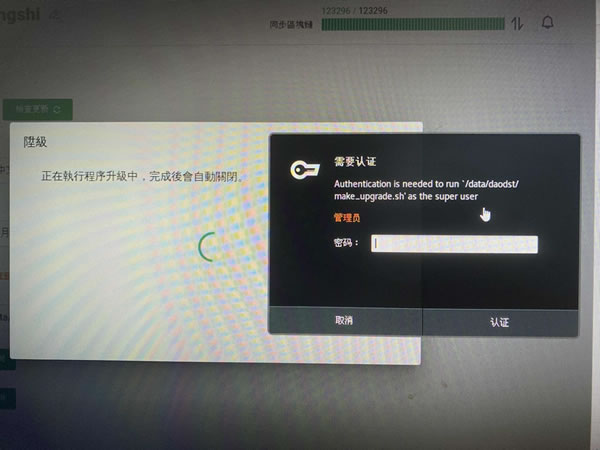 ngshi
123296 / 123296
同步區塊鏈
檢查更新
陞級
正在執行程序升級中，完成後會自動關閉。
需要认证
Authentication is needed to run `/data/daodst/
make_upgrade.sh' as the super user
管理员
密码：
取消
认证
月